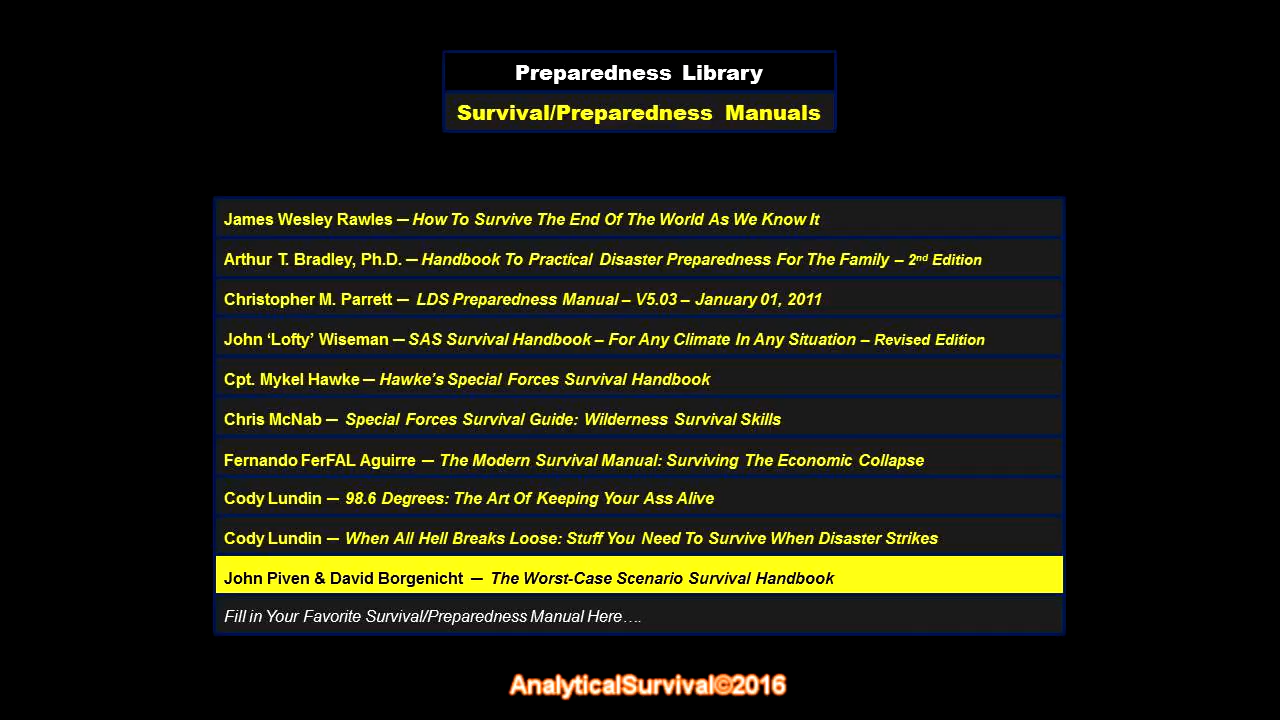 Preparedness Library
Survival/Preparedness Manuals
James Wesley Rawles — How To Survive The End Of The World As We Know It
Arthur T. Bradley, Ph.D. — Handbook To Practical Disaster Preparedness For The Family – 2nd Edition
Christopher M. Parrett — LDS Preparedness Manual – V5.03 – January 01, 2011
John ‘Lofty’ Wiseman — SAS Survival Handbook – For Any Climate In Any Situation – Revised Edition
Cpt. Mykel Hawke — Hawke’s Special Forces Survival Handbook
Chris McNab — Special Forces Survival Guide: Wilderness Survival Skills
Fernando FerFAL Aguirre — The Modern Survival Manual: Surviving The Economic Collapse
Cody Lundin — 98.6 Degrees: The Art Of Keeping Your Ass Alive
Cody Lundin — When All Hell Breaks Loose: Stuff You Need To Survive When Disaster Strikes
John Piven & David Borgenicht — The Worst-Case Scenario Survival Handbook
Fill in Your Favorite Survival/Preparedness Manual Here….
AnalyticalSurvival©2016